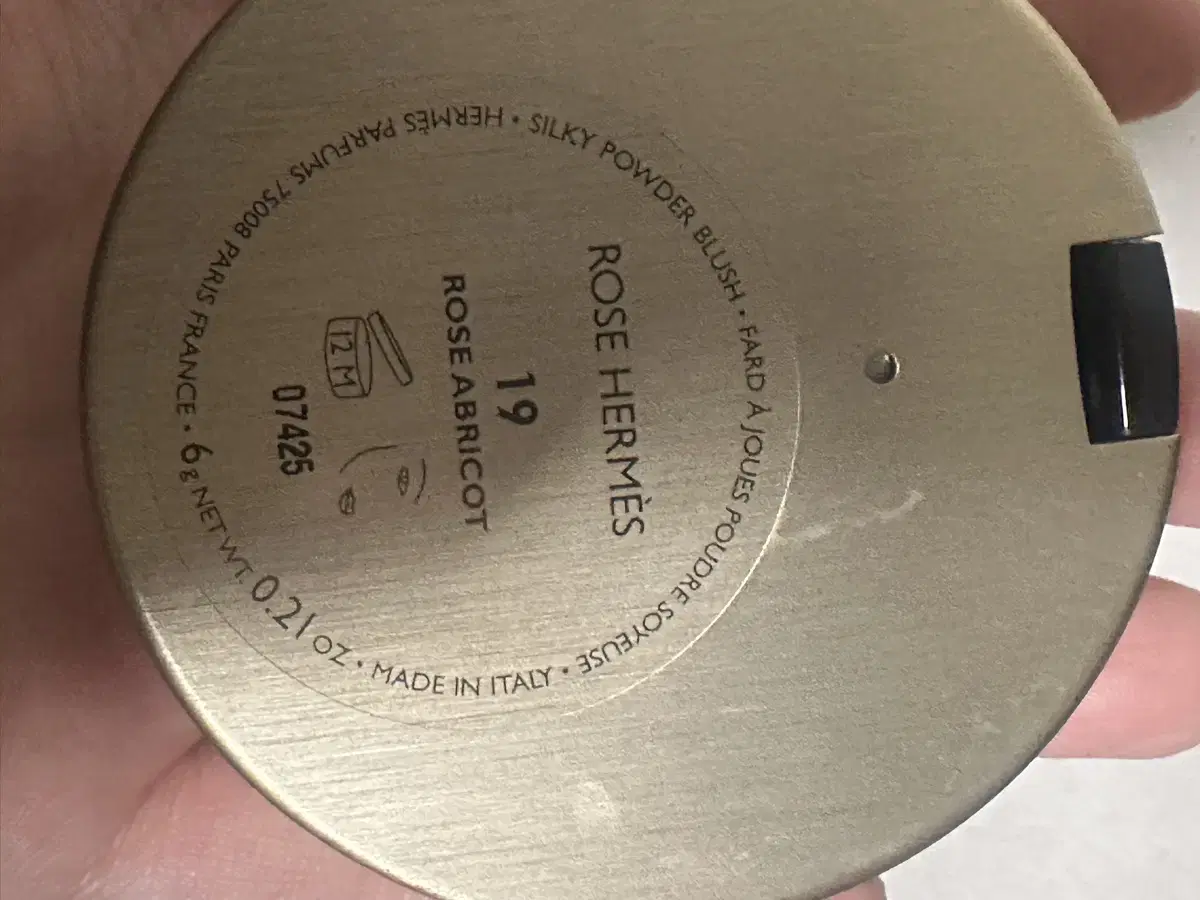 ROSE HERMÈS
19
ROSE ABRICOT
12 M
07425
HERMÈS PARFUMS 75008 PARIS FRANCE • 6 g NET WT. 0.21 OZ • MADE IN ITALY • FARD À JOUES POUDRE SOYEUSE • SILKY POWDER BLUSH •